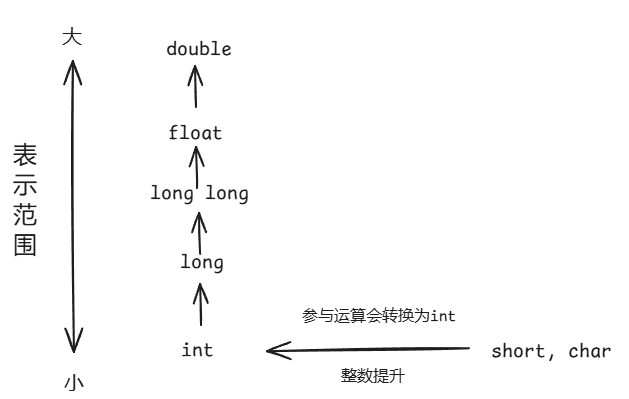 大
double
float
表示范围
long long
long
参与运算会转换为int
int
short, char
整数提升
小